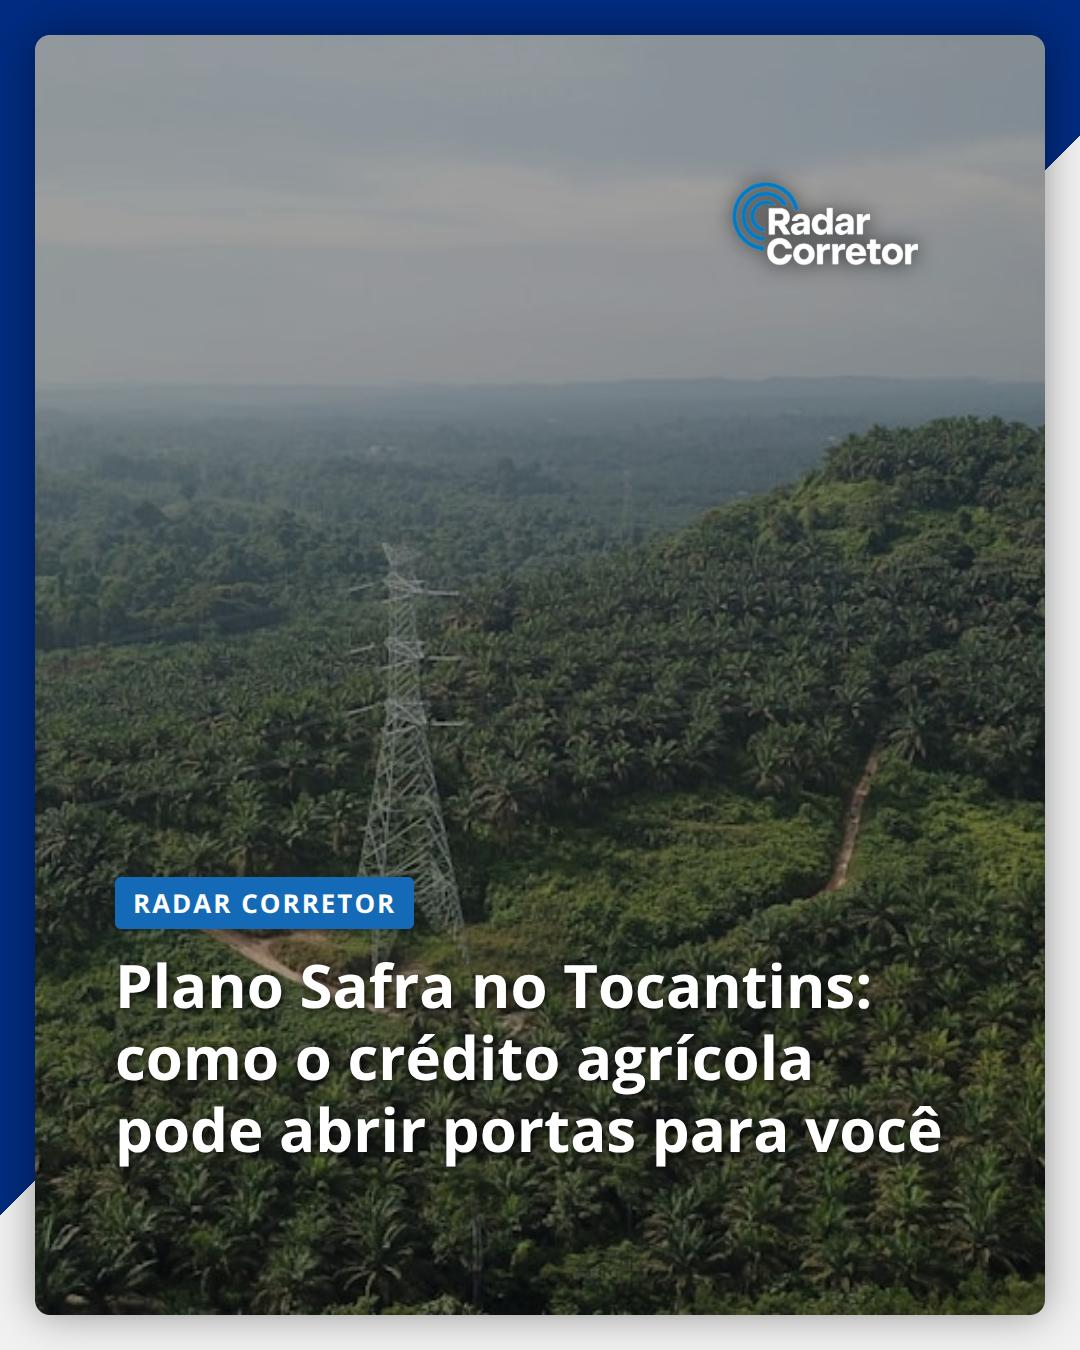 Radar
Corretor
RADAR CORRETOR
Plano Safra no Tocantins:
como o crédito agrícola
pode abrir portas para você